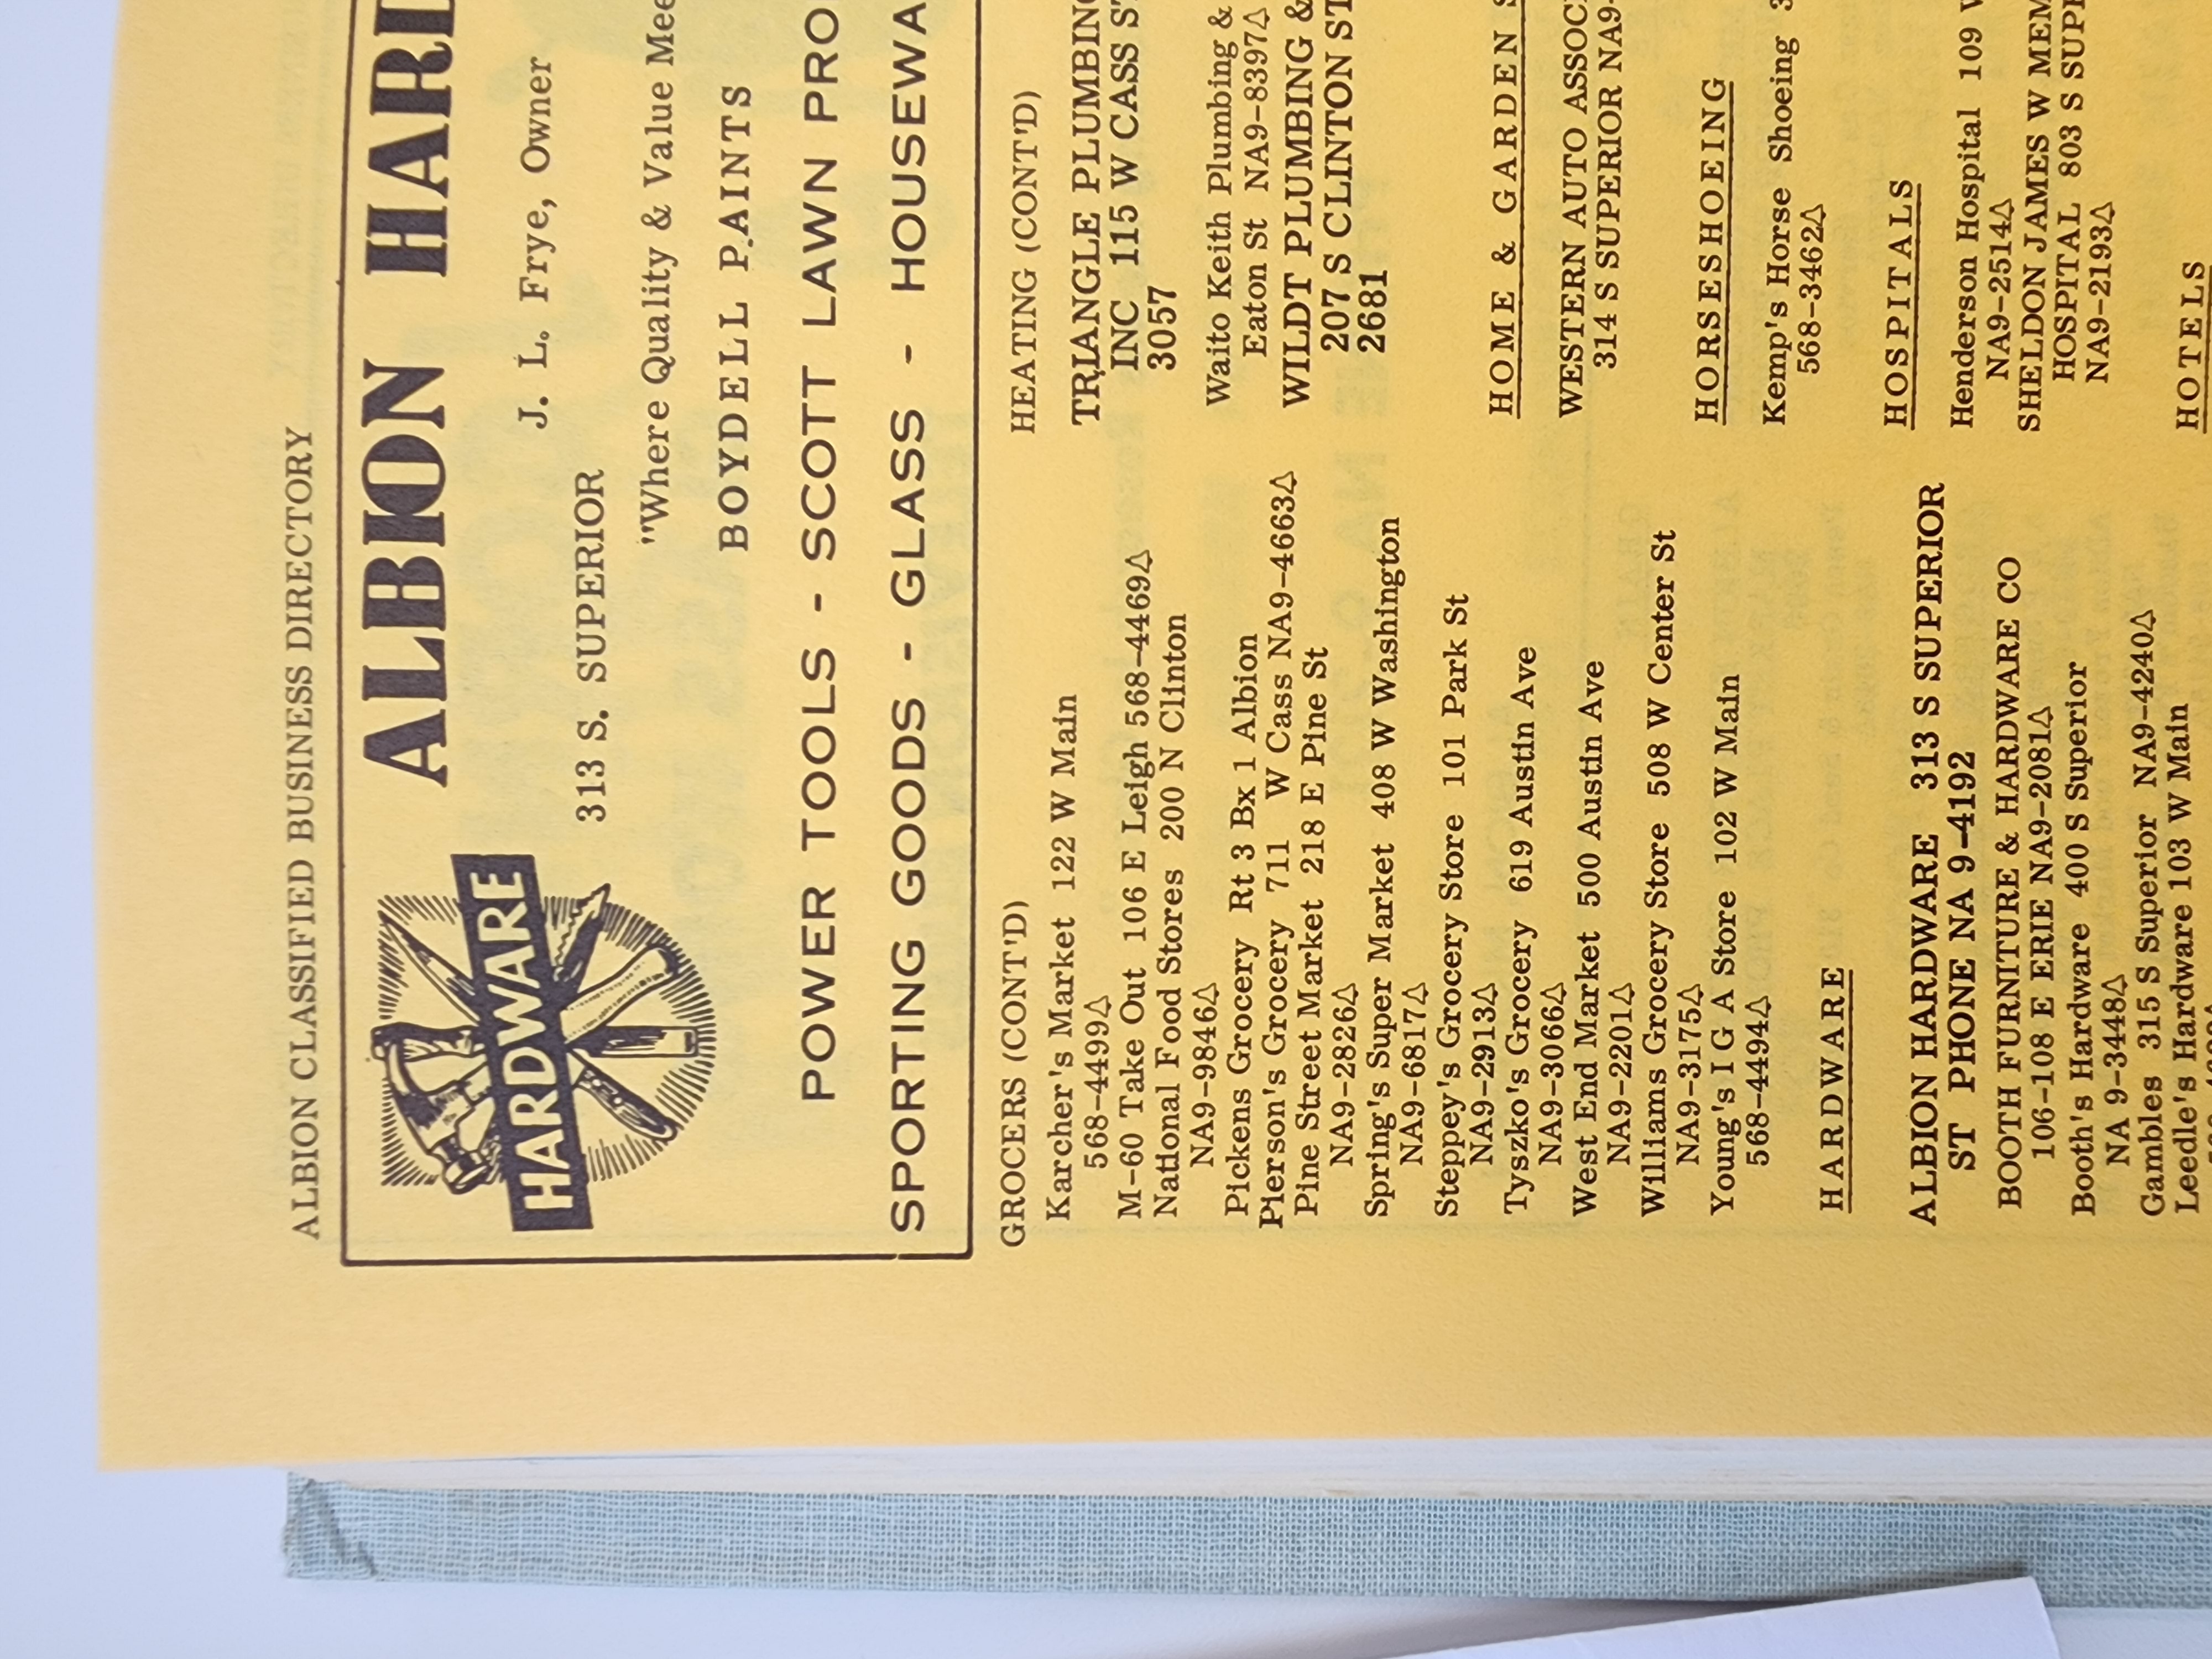 ALBION CLASSIFIED BUSINESS DIRECTORY
HARDWARE
ALBION HARD
J. L. Frye, Owner
313 S. SUPERIOR
"Where Quality & Value Mee
BOYDELL PAINTS
POWER TOOLS - SCOTT LAWN PRO
SPORTING GOODS - GLASS - HOUSEWA
GROCERS (CONT'D)
Karcher's Market 122 W Main
568-4499△
M-60 Take Out 106 E Leigh 568-4469△
National Food Stores 200 N Clinton
NA9-9846△
Pickens Grocery Rt 3 Bx 1 Albion
Pierson's Grocery 711 W Cass NA9-4663△
Pine Street Market 218 E Pine St
NA9-2826△
Spring's Super Market 408 W Washington
NA9-6817△
Steppey's Grocery Store 101 Park St
NA9-2913△
Tyszko's Grocery 619 Austin Ave
NA9-3066△
West End Market 500 Austin Ave
NA9-2201△
Williams Grocery Store 508 W Center St
NA9-3175△
Young's I G A Store 102 W Main
568-4494△
HARDWARE
ALBION HARDWARE 313 S SUPERIOR
ST PHONE NA 9-4192
BOOTH FURNITURE & HARDWARE CO
106-108 E ERIE NA9-2081△
Booth's Hardware 400 S Superior
NA 9-3448△
Gambles 315 S Superior NA9-4240△
Leedle's Hardware 103 W Main
HEATING (CONT'D)
TRIANGLE PLUMBING
INC 115 W CASS ST
3057
Waito Keith Plumbing &
Eaton St NA9-8397△
WILDT PLUMBING &
207 S CLINTON ST
2681
HOME & GARDEN S
WESTERN AUTO ASSOC
314 S SUPERIOR NA9-
HORSESHOEING
Kemp's Horse Shoeing 3
568-3462△
HOSPITALS
Henderson Hospital 109 W
NA9-2514△
SHELDON JAMES W MEM
HOSPITAL 803 S SUPE
NA9-2193△
HOTELS